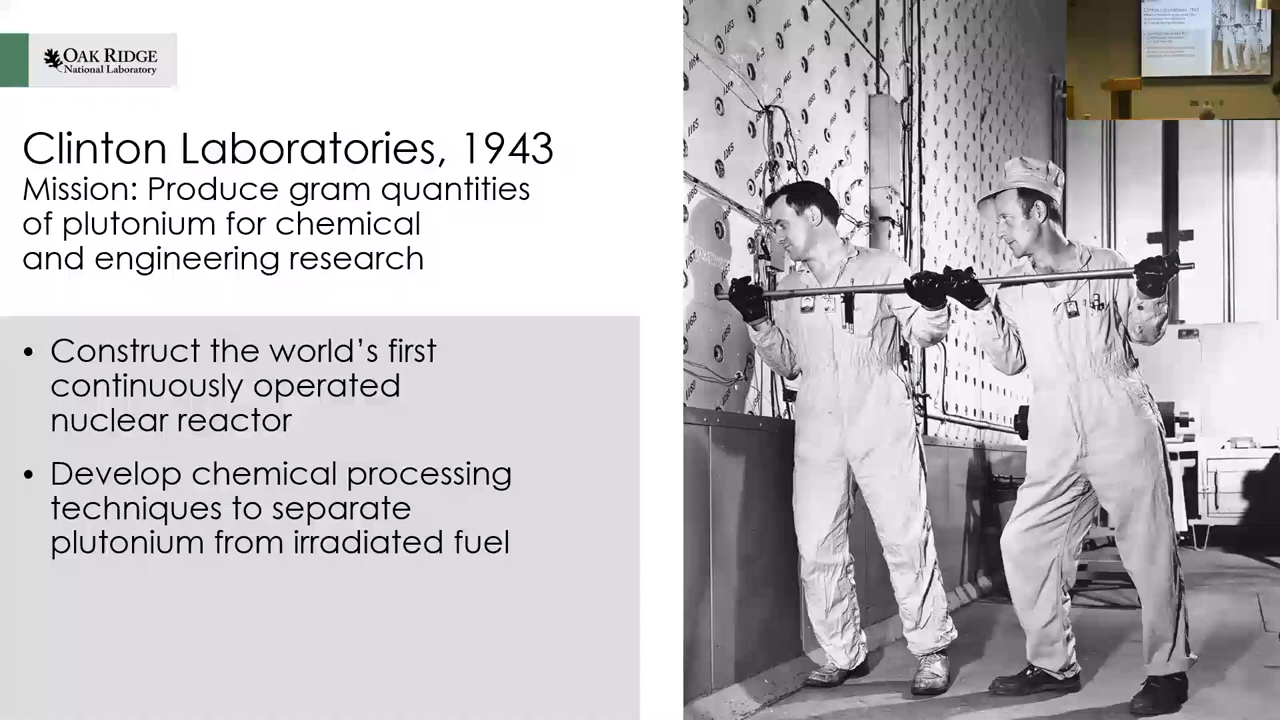 OAK RIDGE
National Laboratory
Clinton Laboratories, 1943
Mission: Produce gram quantities
of plutonium for chemical
and engineering research
• Construct the world's first
continuously operated
nuclear reactor
• Develop chemical processing
techniques to separate
plutonium from irradiated fuel